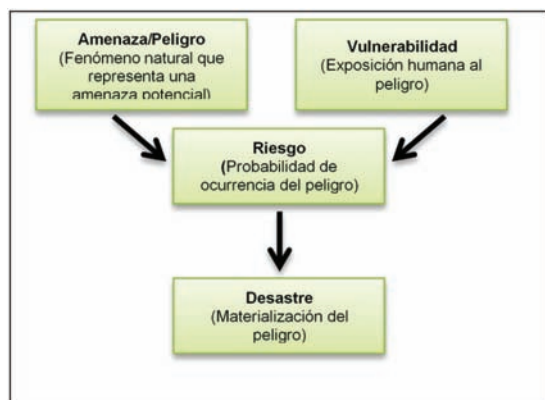 Amenaza/Peligro
(Fenómeno natural que
representa una
amenaza potencial)
Vulnerabilidad
(Exposición humana al
peligro)
Riesgo
(Probabilidad de
ocurrencia del peligro)
Desastre
(Materialización del
peligro)